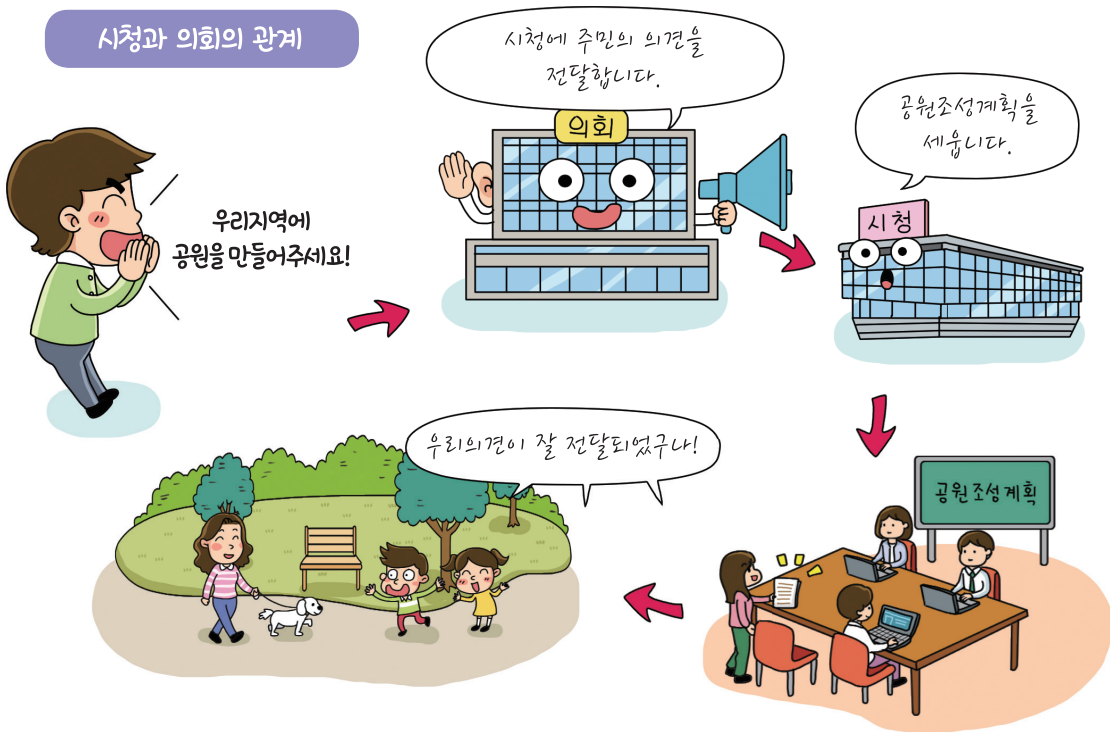 시청과 의회의 관계
시청에 주민의 의견을
전달합니다.
의회
공원조성계획을
세웁니다.
시청
우리지역에
공원을 만들어주세요!
우리의견이 잘 전달되었구나!
공원조성계획